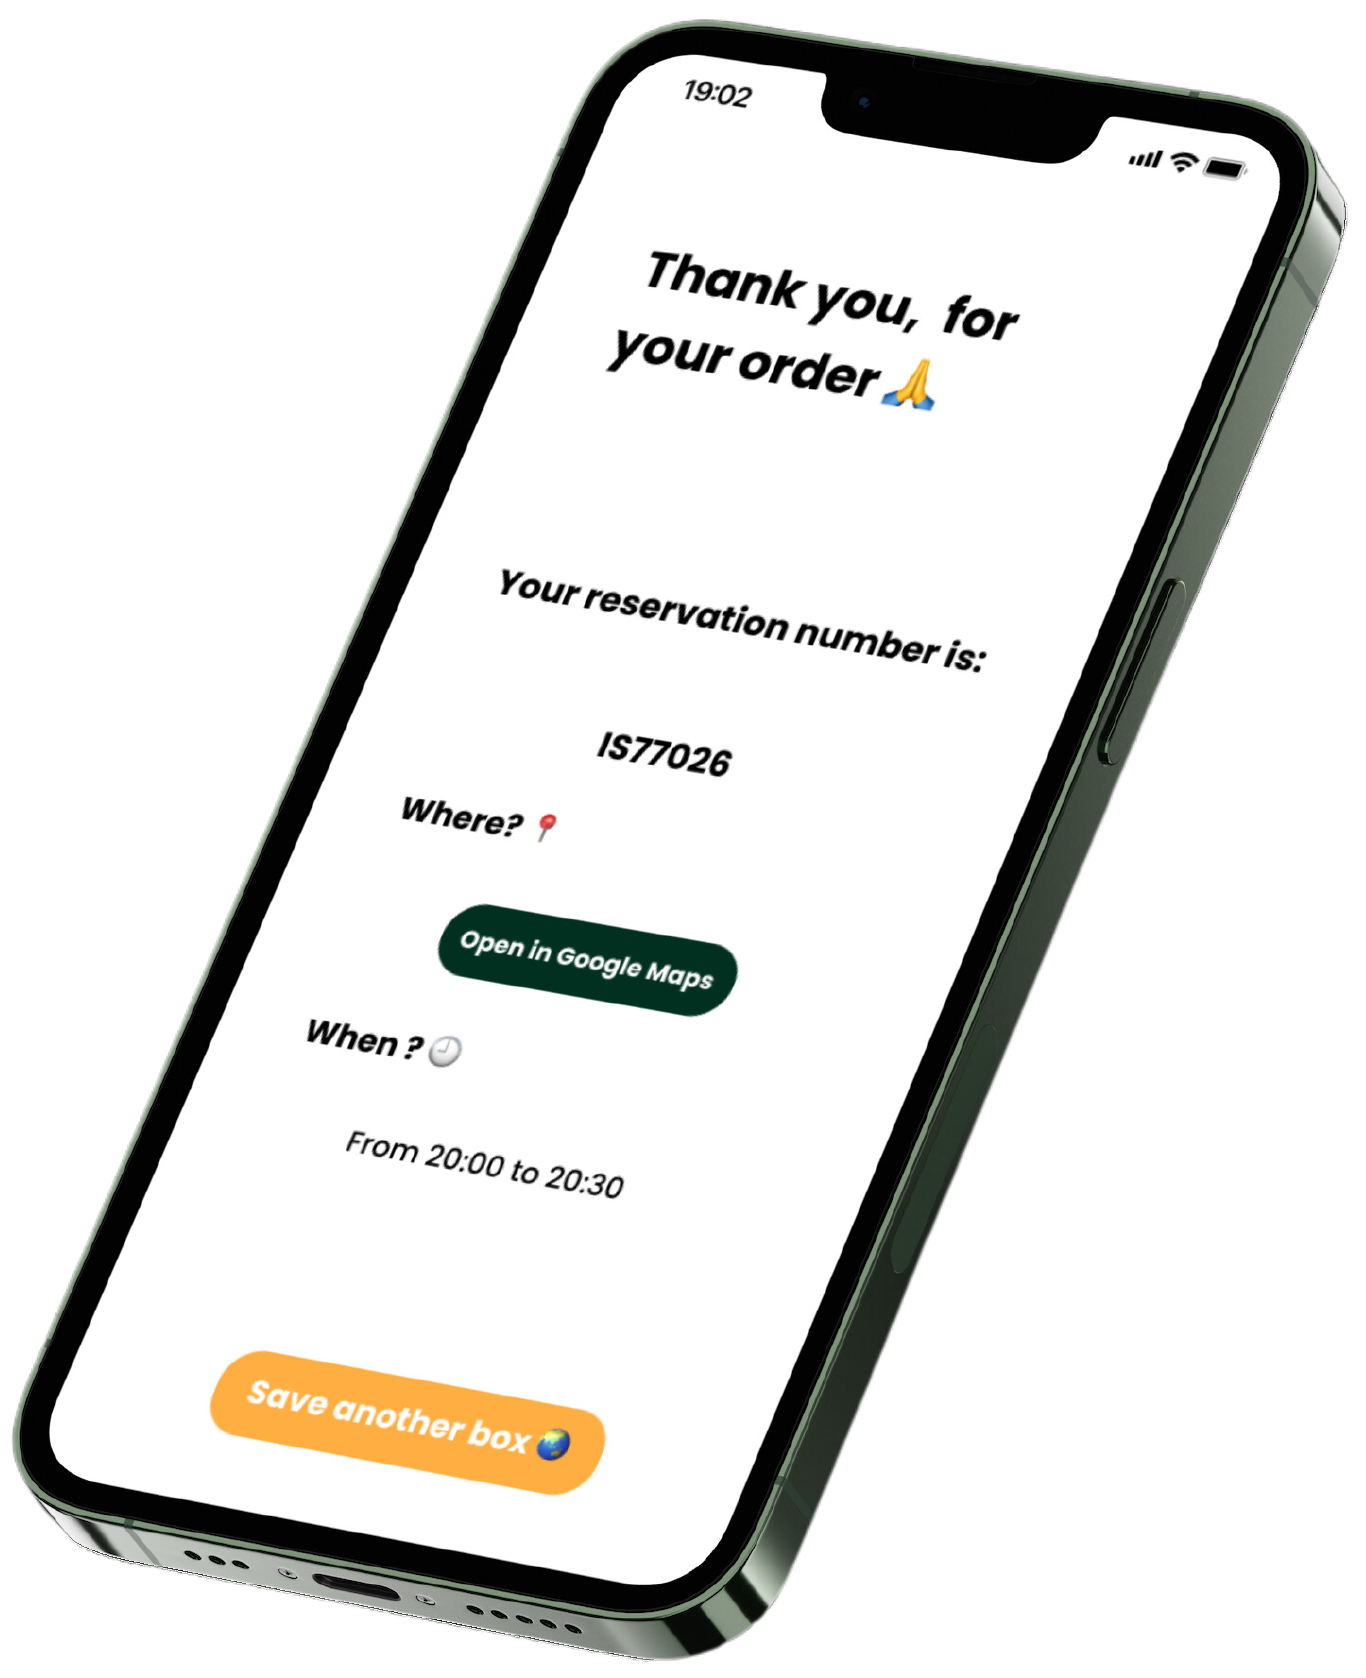 19:02
Thank you,  for
your order 🙏
Your reservation number is:
IS77026
Where? 📍
Open in Google Maps
When ? 🕘
From 20:00 to 20:30
Save another box 🌏